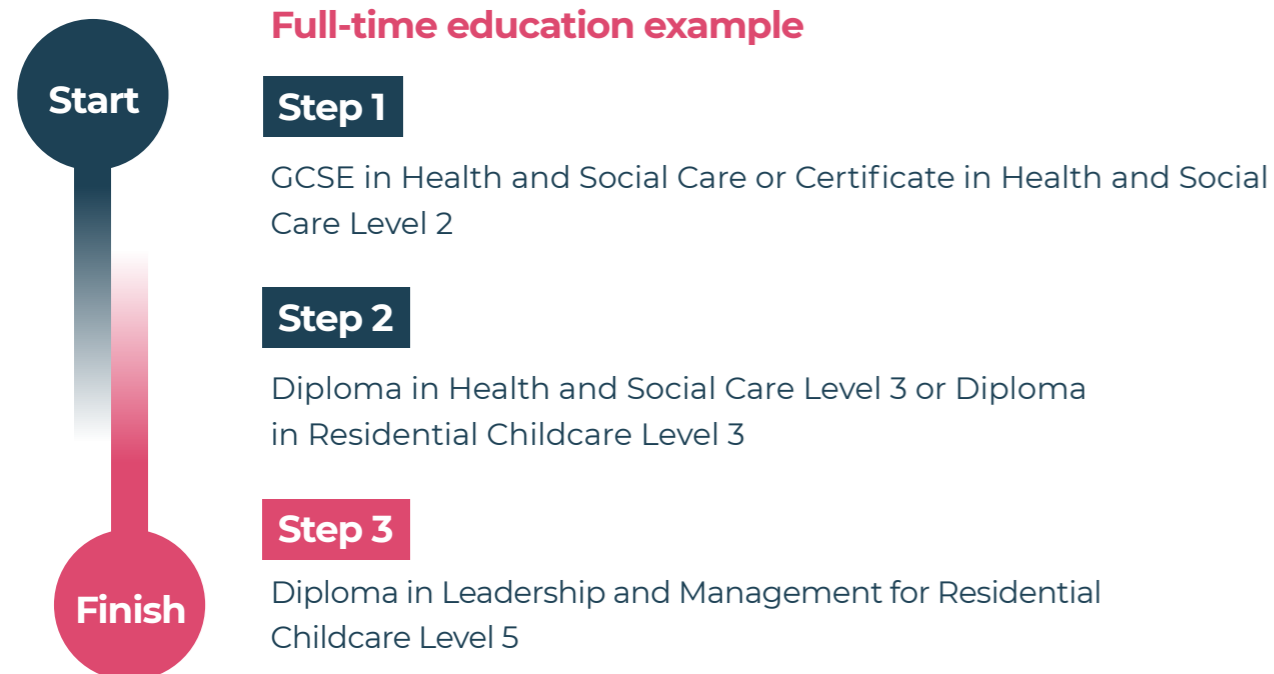 Full-time education example
Start
Step 1
GCSE in Health and Social Care or Certificate in Health and Social
Care Level 2
Step 2
Diploma in Health and Social Care Level 3 or Diploma
in Residential Childcare Level 3
Step 3
Diploma in Leadership and Management for Residential
Childcare Level 5
Finish